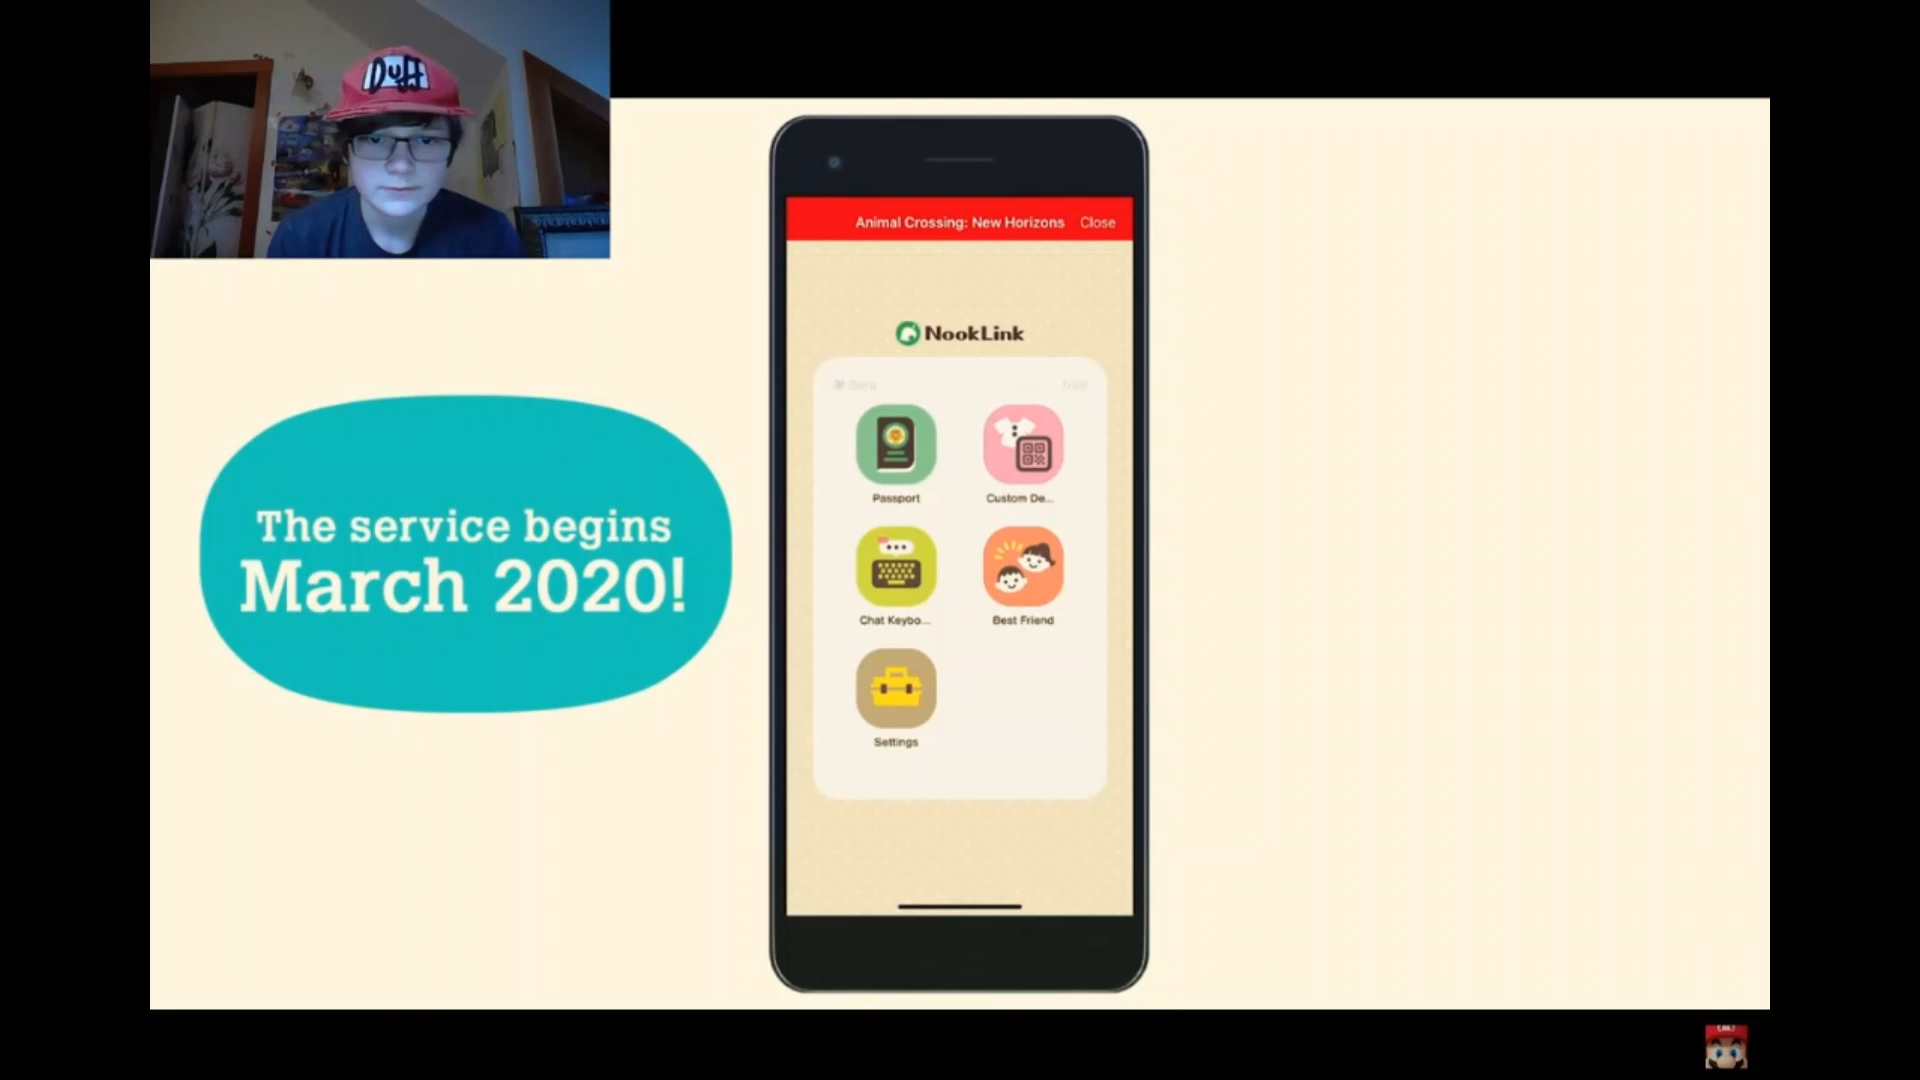 Duff
Animal Crossing: New Horizons Close
NookLink
Passport
Custom De...
The service begins
March 2020!
Chat Keybo...
Best Friend
Settings